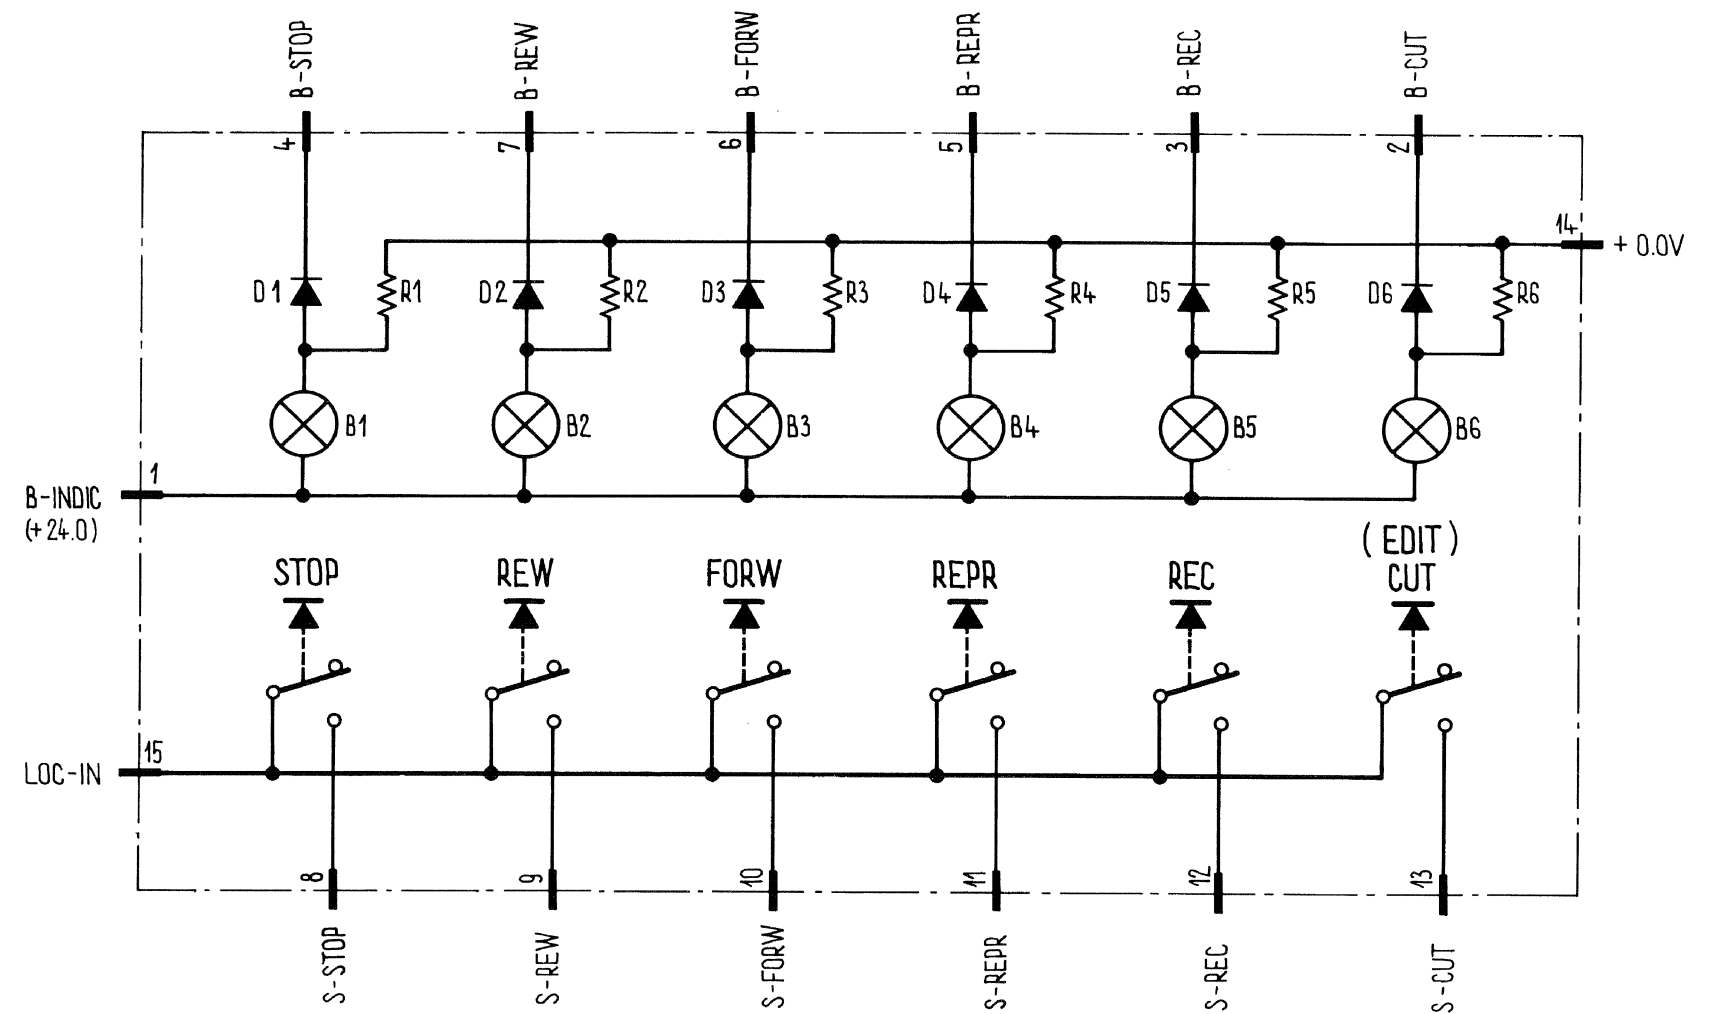 B-STOP
B-REW
B-FORW
B-REPR
B-REC
B-CUT
4
7
6
5
3
2
14
+ 0.0V
D1
R1
D2
R2
D3
R3
D4
R4
D5
R5
D6
R6
B1
B2
B3
B4
B5
B6
1
B-INDIC
(+24.0)
(EDIT)
STOP
REW
FORW
REPR
REC
CUT
15
LOC-IN
8
9
10
11
12
13
S-STOP
S-REW
S-FORW
S-REPR
S-REC
S-CUT